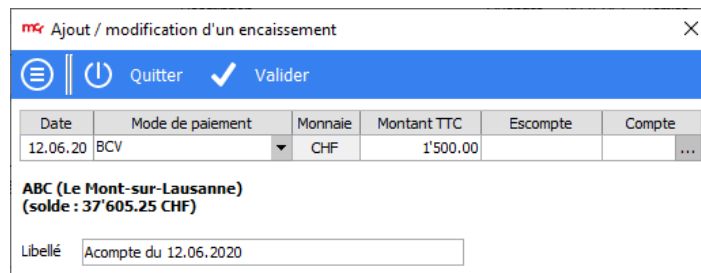 mcr Ajout / modification d'un encaissement
Quitter Valider
Date Mode de paiement Monnaie Montant TTC Escompte Compte
12.06.20 BCV CHF 1'500.00 ...
ABC (Le Mont-sur-Lausanne)
(solde : 37'605.25 CHF)
Libellé Acompte du 12.06.2020